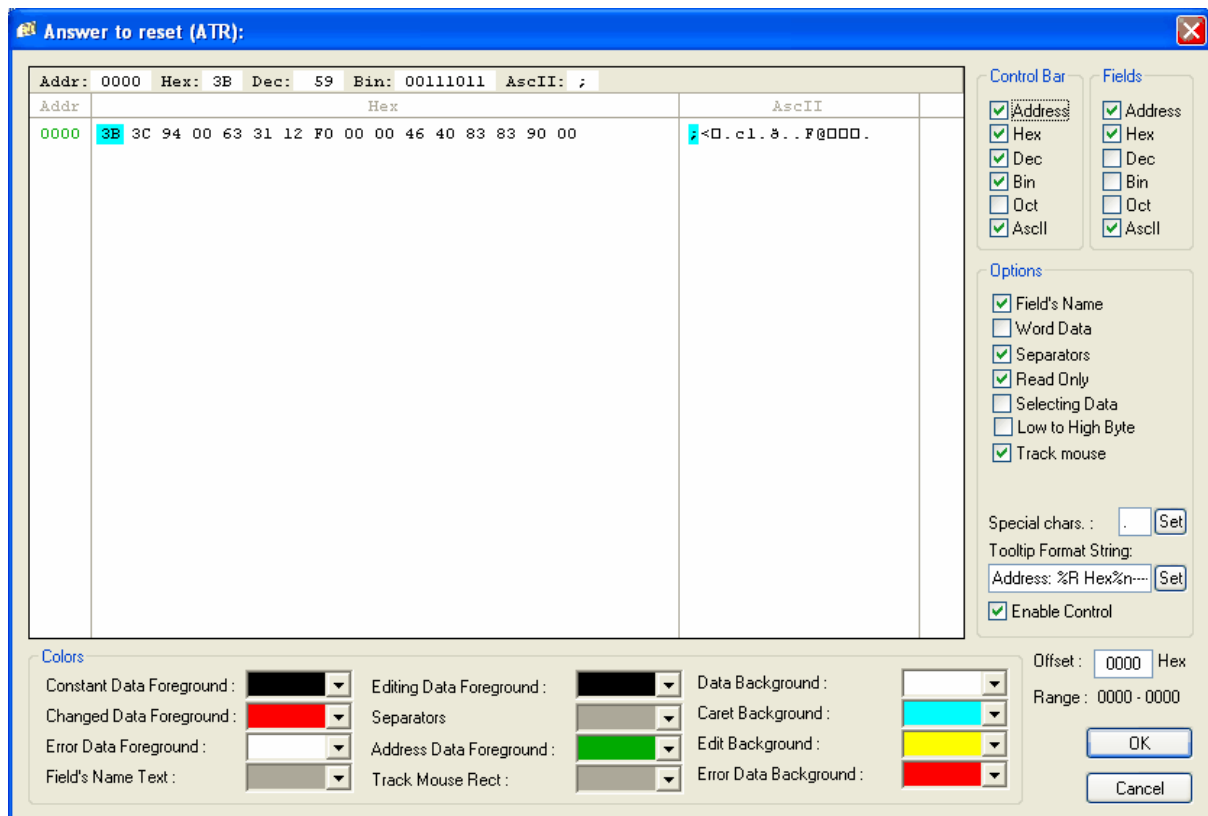 Answer to reset (ATR):
Addr: 0000 Hex: 3B Dec: 59 Bin: 00111011 AscII: ;
Addr Hex AscII
0000 3B 3C 94 00 63 31 12 F0 00 00 46 40 83 83 90 00 ;<□.c1.ð..F@□□□.
Control Bar
Address
Hex
Dec
Bin
Oct
AscII
Fields
Address
Hex
Dec
Bin
Oct
AscII
Options
Field's Name
Word Data
Separators
Read Only
Selecting Data
Low to High Byte
Track mouse
Special chars. : . Set
Tooltip Format String:
Address: %R Hex%n--- Set
Enable Control
Colors
Constant Data Foreground :
Changed Data Foreground :
Error Data Foreground :
Field's Name Text :
Editing Data Foreground :
Separators
Address Data Foreground :
Track Mouse Rect :
Data Background :
Caret Background :
Edit Background :
Error Data Background :
Offset : 0000 Hex
Range : 0000 - 0000
OK
Cancel